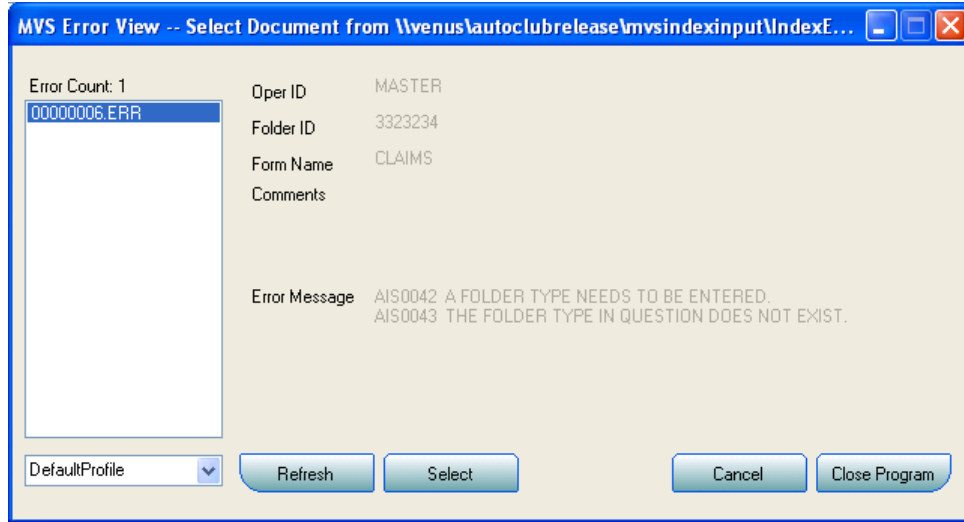 MVS Error View -- Select Document from \\venus\autoclubrelease\mvsindexinput\IndexE...
Error Count: 1
00000006.ERR
Oper ID MASTER
Folder ID 3323234
Form Name CLAIMS
Comments
Error Message AIS0042 A FOLDER TYPE NEEDS TO BE ENTERED.
AIS0043 THE FOLDER TYPE IN QUESTION DOES NOT EXIST.
DefaultProfile Refresh Select Cancel Close Program